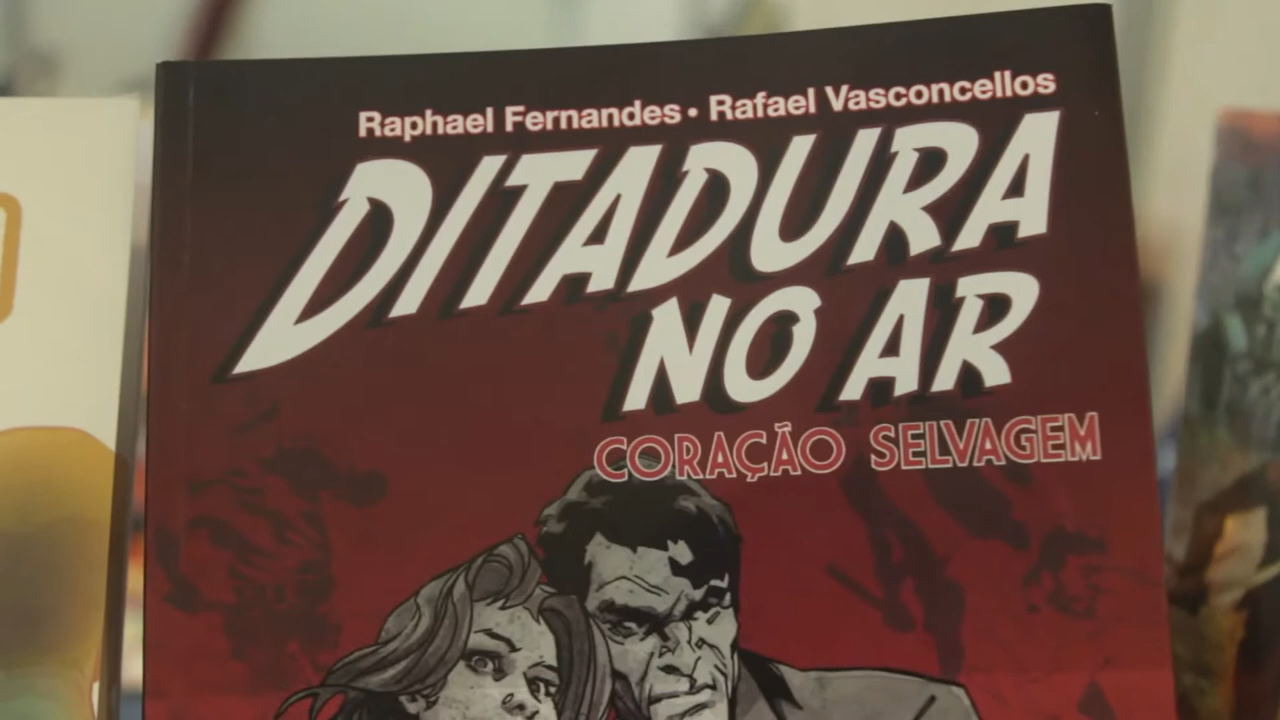 Raphael Fernandes • Rafael Vasconcellos
DITADURA
NO AR
CORAÇÃO SELVAGEM